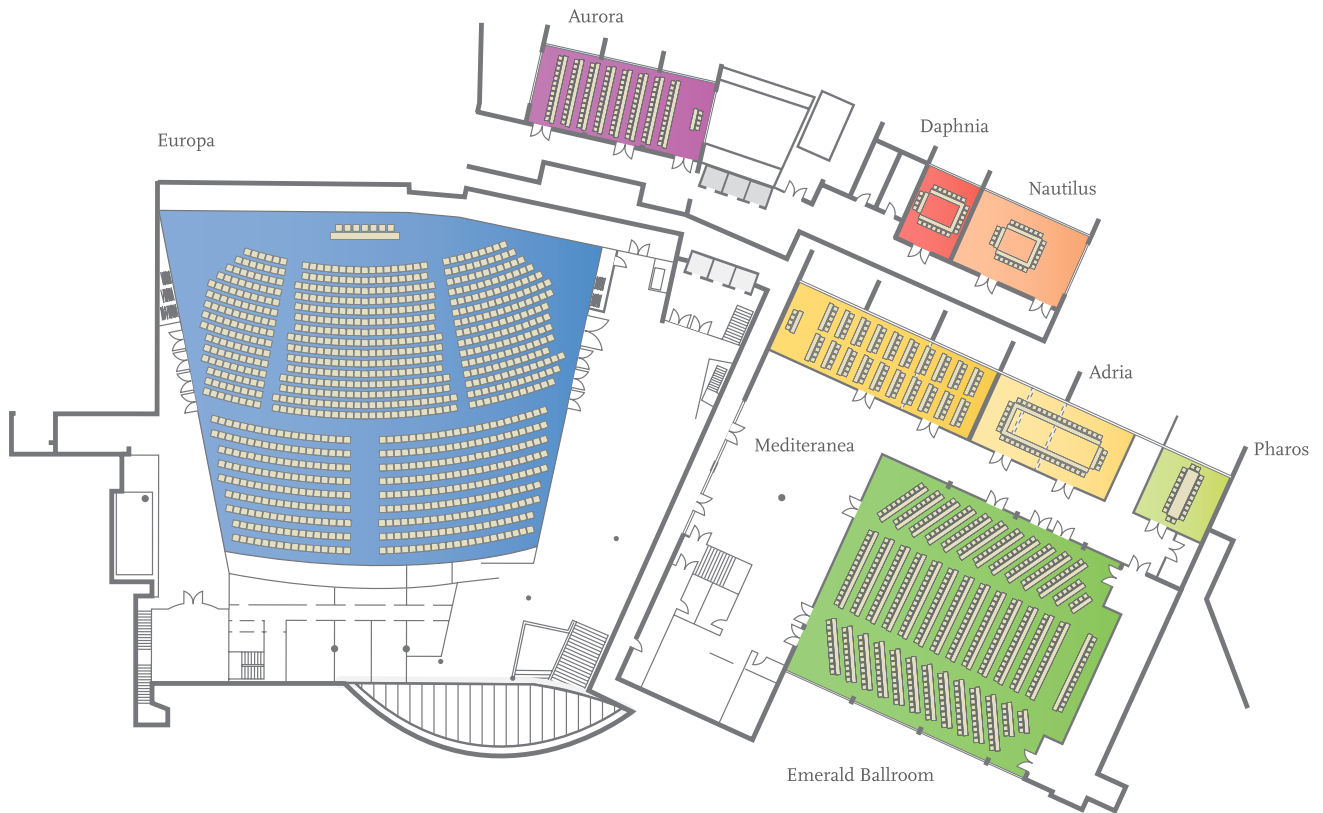 Aurora
Daphnia
Europa
Nautilus
Adria
Mediteranea
Pharos
Emerald Ballroom